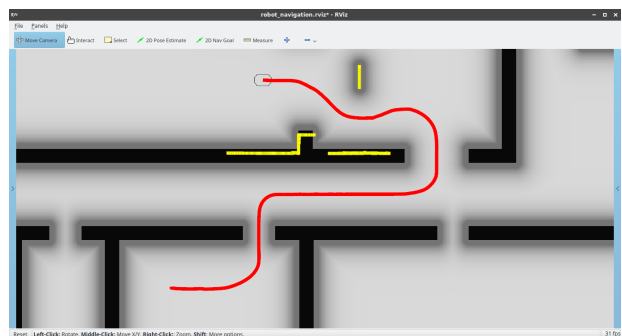 RViz
robot_navigation.rviz* - RViz
File Panels Help
Move Camera Interact Select 2D Pose Estimate 2D Nav Goal Measure
Reset Left-Click: Rotate. Middle-Click: Move X/Y. Right-Click: Zoom. Shift: More options. 31 fps